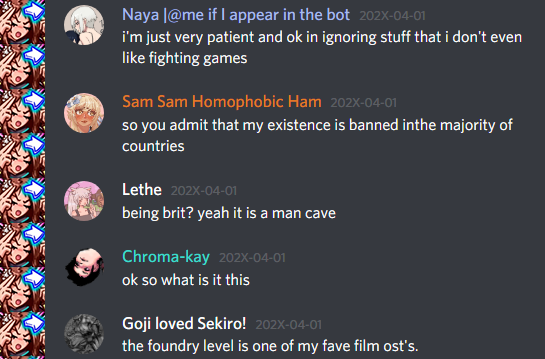 Naya |@me if I appear in the bot 202X-04-01
i'm just very patient and ok in ignoring stuff that i don't even
like fighting games
Sam Sam Homophobic Ham 202X-04-01
so you admit that my existence is banned inthe majority of
countries
Lethe 202X-04-01
being brit? yeah it is a man cave
Chroma-kay 202X-04-01
ok so what is it this
Goji loved Sekiro! 202X-04-01
the foundry level is one of my fave film ost's.